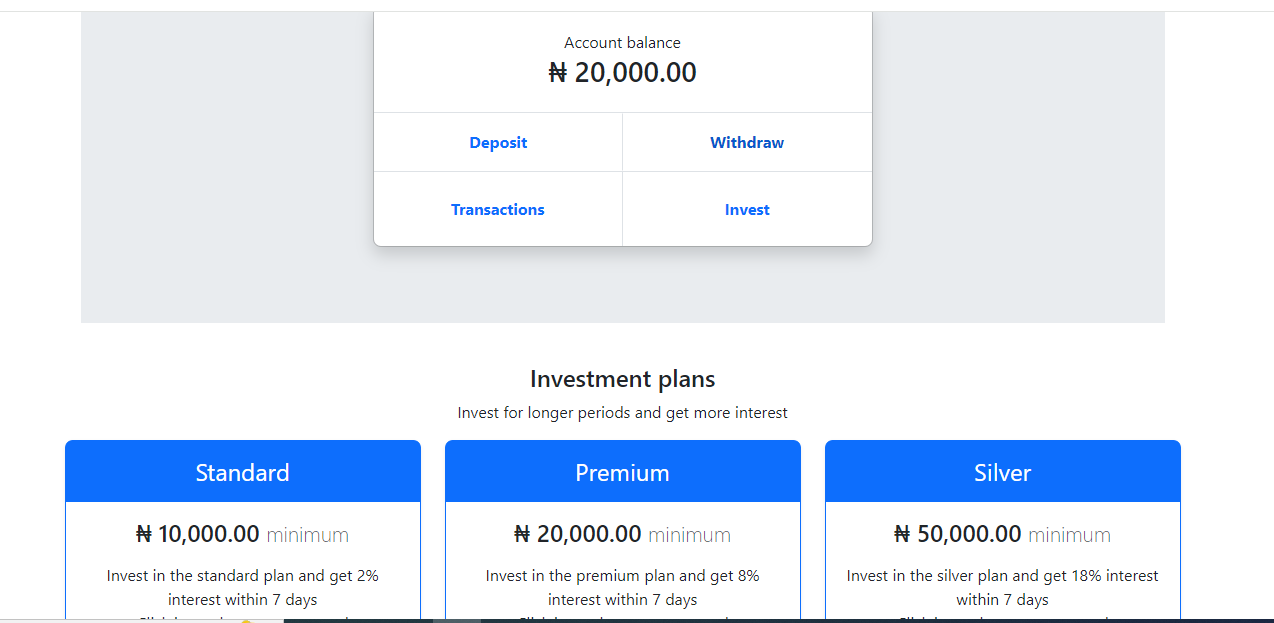 Account balance
₦ 20,000.00
Deposit
Withdraw
Transactions
Invest
Investment plans
Invest for longer periods and get more interest
Standard
₦ 10,000.00 minimum
Invest in the standard plan and get 2%
interest within 7 days
Premium
₦ 20,000.00 minimum
Invest in the premium plan and get 8%
interest within 7 days
Silver
₦ 50,000.00 minimum
Invest in the silver plan and get 18% interest
within 7 days